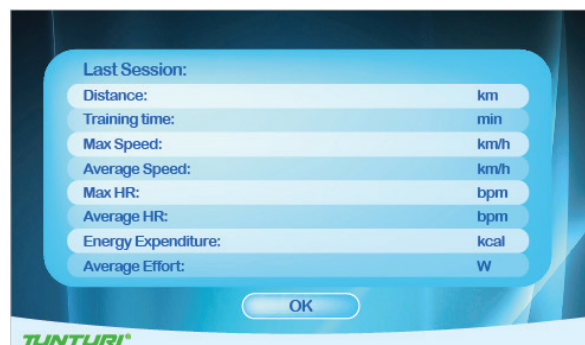 Last Session:
Distance: km
Training time: min
Max Speed: km/h
Average Speed: km/h
Max HR: bpm
Average HR: bpm
Energy Expenditure: kcal
Average Effort: W
OK
TUNTURI®